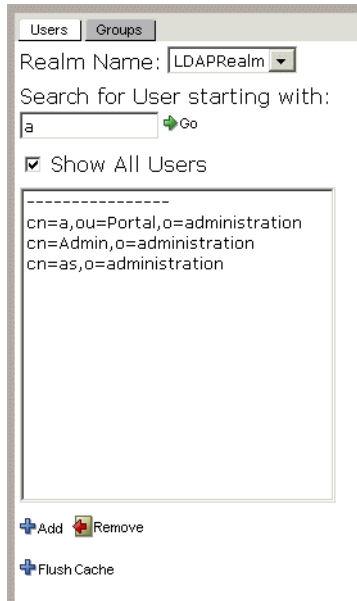 Users Groups
Realm Name: LDAPRealm
Search for User starting with:
a Go
Show All Users
----------------
cn=a,ou=Portal,o=administration
cn=Admin,o=administration
cn=as,o=administration
Add Remove
Flush Cache